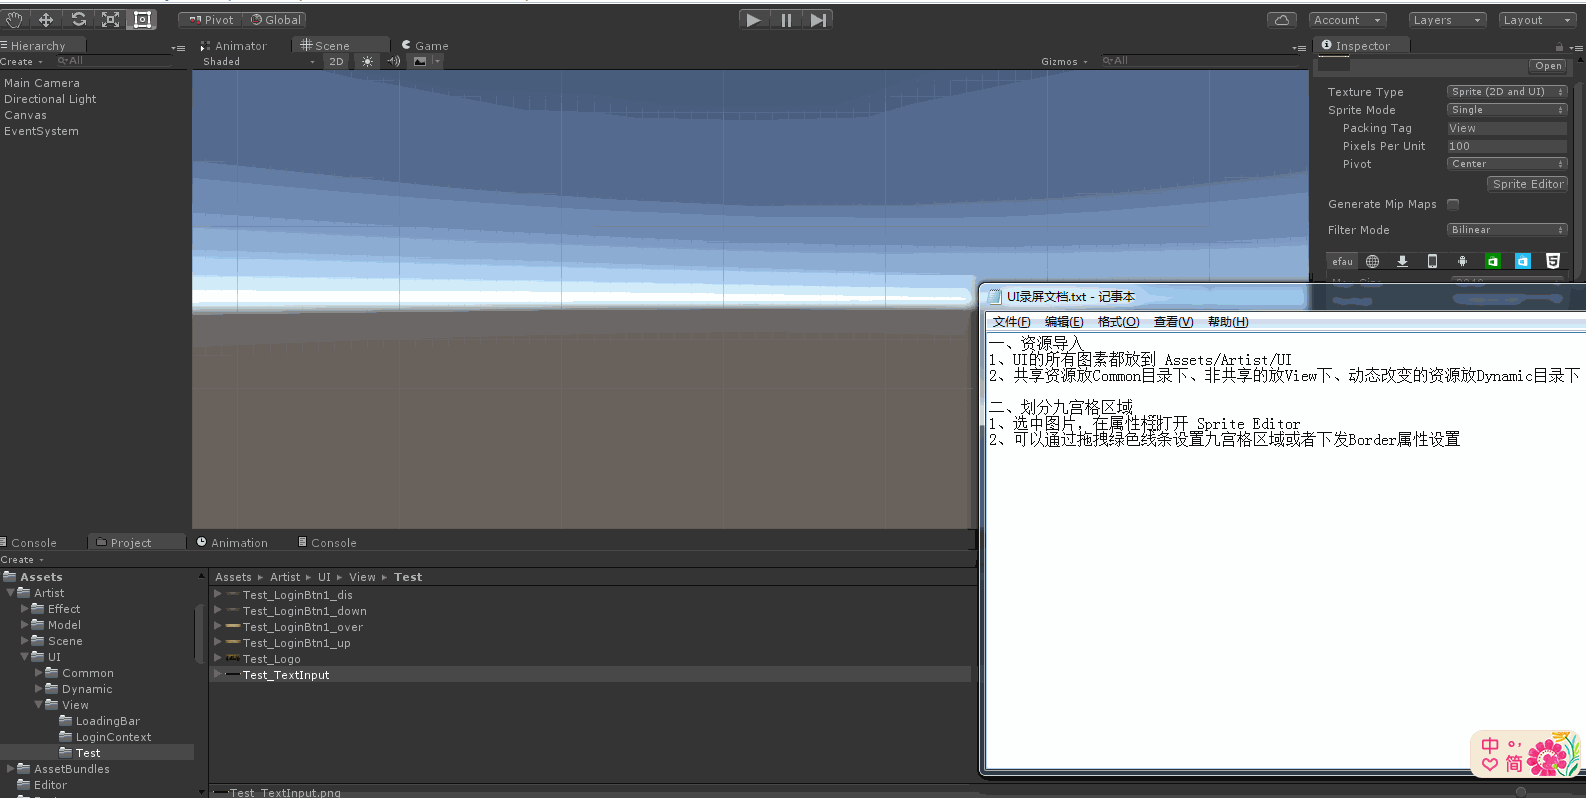 Pivot Global Account Layers Layout
Hierarchy Animator Scene Game Inspector
Create All Shaded 2D Gizmos All Open
Main Camera
Directional Light
Canvas
EventSystem
Texture Type Sprite (2D and UI)
Sprite Mode Single
Packing Tag View
Pixels Per Unit 100
Pivot Center
Sprite Editor
Generate Mip Maps
Filter Mode Bilinear
efau
UI录屏文档.txt - 记事本
文件(F) 编辑(E) 格式(O) 查看(V) 帮助(H)
一、资源导入
1、UI的所有图素都放到 Assets/Artist/UI
2、共享资源放Common目录下、非共享的放View下、动态改变的资源放Dynamic目录下
二、划分九宫格区域
1、选中图片，在属性栏打开 Sprite Editor
2、可以通过拖拽绿色线条设置九宫格区域或者下发Border属性设置
Console Project Animation Console
Create
Assets
Artist
Effect
Model
Scene
UI
Common
Dynamic
View
LoadingBar
LoginContext
Test
AssetBundles
Editor
Assets Artist UI View Test
Test_LoginBtn1_dis
Test_LoginBtn1_down
Test_LoginBtn1_over
Test_LoginBtn1_up
Test_Logo
Test_TextInput
Test_TextInput.png
中
简